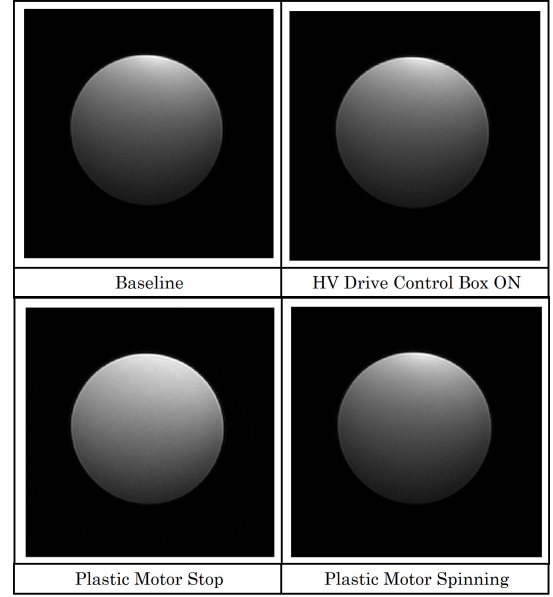 Baseline
HV Drive Control Box ON
Plastic Motor Stop
Plastic Motor Spinning